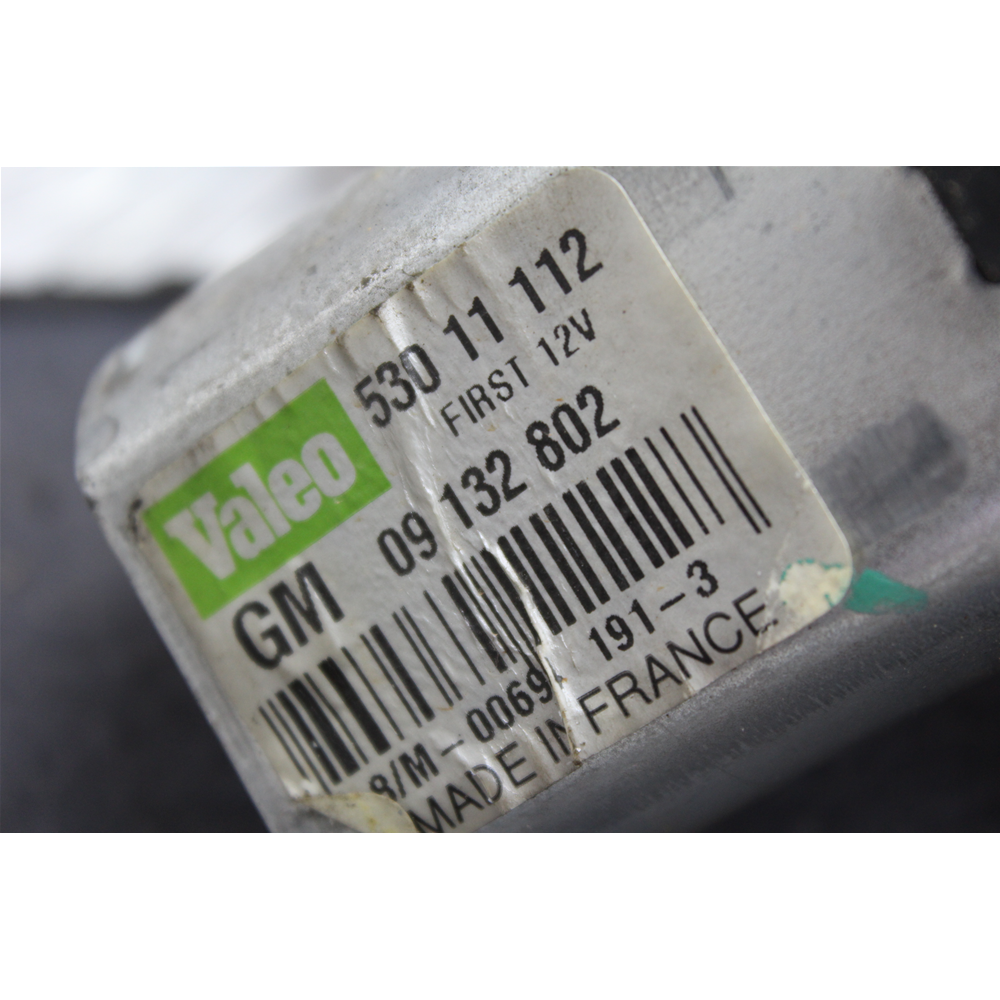 Valeo
530 11 112
FIRST 12V
GM 09 132 802
191-3
MADE IN FRANCE